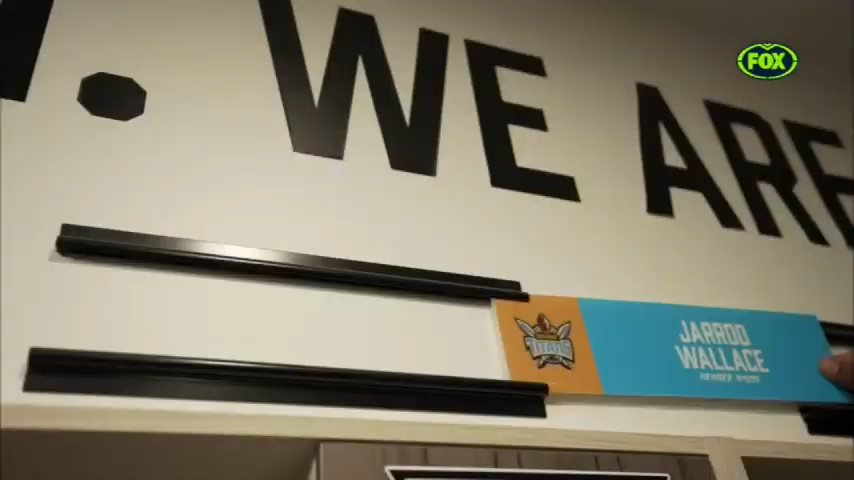 . WE ARE
FOX
TITANS
JARROD
WALLACE